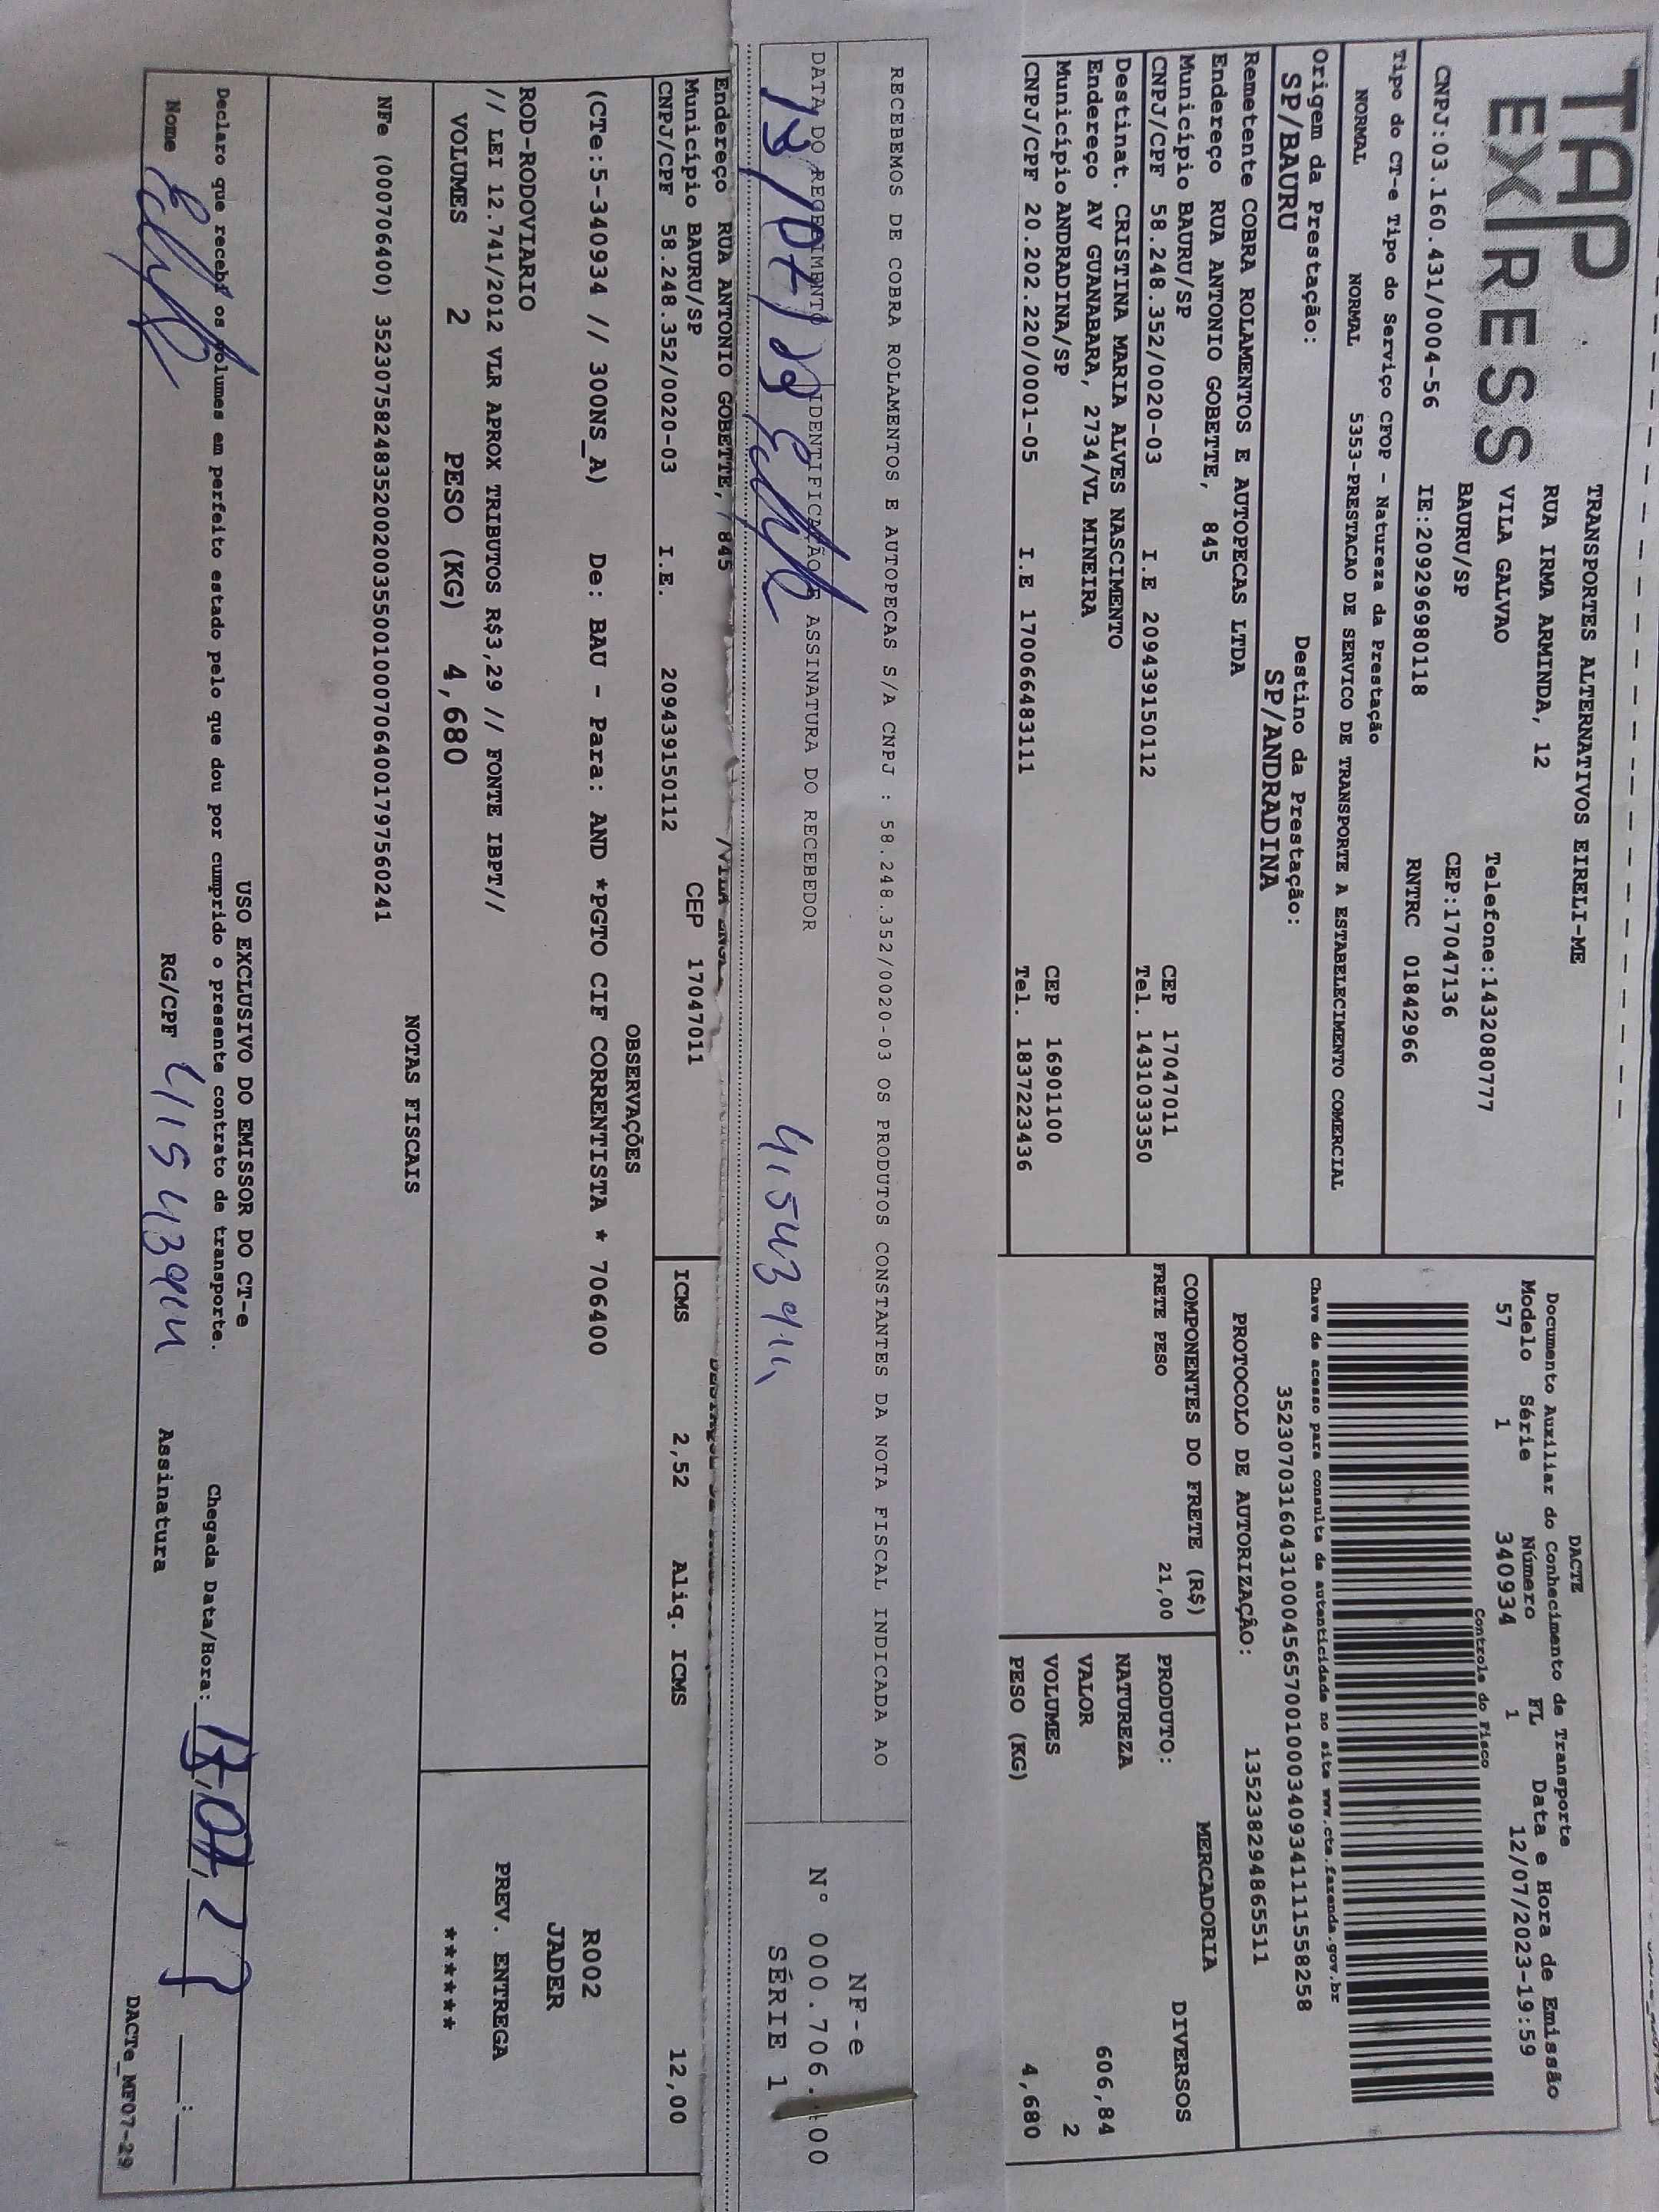 TAP
EXPRESS
TRANSPORTES ALTERNATIVOS EIRELI-ME
RUA IRMA ARMINDA, 12
VILA GALVAO Telefone:1432080777
BAURU/SP CEP:17047136
CNPJ:03.160.431/0004-56 IE:209296980118 RNTRC 01842966
Tipo do CT-e Tipo do Serviço CFOP - Natureza da Prestação
NORMAL NORMAL 5353-PRESTACAO DE SERVICO DE TRANSPORTE A ESTABELECIMENTO COMERCIAL
Origem da Prestação: Destino da Prestação:
SP/BAURU SP/ANDRADINA
Remetente COBRA ROLAMENTOS E AUTOPECAS LTDA
Endereço RUA ANTONIO GOBETTE, 845
Município BAURU/SP CEP 17047011
CNPJ/CPF 58.248.352/0020-03 I.E 209439150112 Tel. 1431033350
Destinat. CRISTINA MARIA ALVES NASCIMENTO
Endereço AV GUANABARA, 2734/VL MINEIRA
Município ANDRADINA/SP CEP 16901100
CNPJ/CPF 20.202.220/0001-05 I.E 170066483111 Tel. 1837223436
DACTE
Documento Auxiliar do Conhecimento de Transporte
Modelo Série Número FL Data e Hora de Emissão
57 1 340934 1 12/07/2023-19:59
Controle do Fisco
Chave de acesso para consulta de autenticidade no site www.cte.fazenda.gov.br
35230703160431000456570010003409341111558258
PROTOCOLO DE AUTORIZAÇÃO: 135238294865511
COMPONENTES DO FRETE (R$)
FRETE PESO 21,00
MERCADORIA
PRODUTO: DIVERSOS
NATUREZA
VALOR 606,84
VOLUMES 2
PESO (KG) 4,680
RECEBEMOS DE COBRA ROLAMENTOS E AUTOPECAS S/A CNPJ : 58.248.352/0020-03 OS PRODUTOS CONSTANTES DA NOTA FISCAL INDICADA AO
DATA DO RECEBIMENTO IDENTIFICAÇÃO E ASSINATURA DO RECEBEDOR
415439414
NF-e
Nº 000.706.400
SÉRIE 1
Endereço RUA ANTONIO GOBETTE, 845
Município BAURU/SP CEP 17047011
CNPJ/CPF 58.248.352/0020-03 I.E. 209439150112
ICMS 2,52 Aliq. ICMS 12,00
OBSERVAÇÕES
(CTe:5-340934 // 300NS_A) De: BAU - Para: AND *PGTO CIF CORRENTISTA * 706400
R002
JADER
ROD-RODOVIARIO
// LEI 12.741/2012 VLR APROX TRIBUTOS R$3,29 // FONTE IBPT//
VOLUMES 2 PESO (KG) 4,680
PREV. ENTREGA
******
NOTAS FISCAIS
NFe (000706400) 35230758248352002003550010007064001797560241
USO EXCLUSIVO DO EMISSOR DO CT-e
Declaro que recebi os volumes em perfeito estado pelo que dou por cumprido o presente contrato de transporte.
Chegada Data/Hora: 13/07/23 __:__
Nome RG/CPF 415439414 Assinatura
DACTe_MF07-29